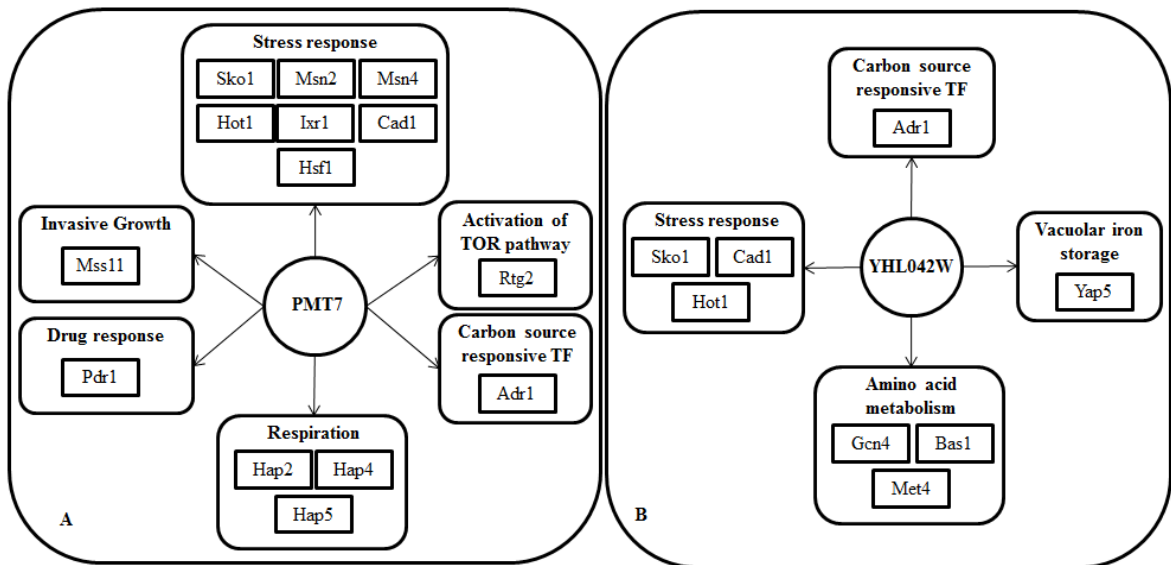 Stress response
Sko1 Msn2 Msn4
Hot1 Ixr1 Cad1
Hsf1
Invasive Growth
Mss11
Activation of
TOR pathway
Rtg2
PMT7
Drug response
Pdr1
Carbon source
responsive TF
Adr1
Respiration
Hap2 Hap4
Hap5
A
Carbon source
responsive TF
Adr1
Stress response
Sko1 Cad1
Hot1
YHL042W
Vacuolar iron
storage
Yap5
Amino acid
metabolism
Gcn4 Bas1
Met4
B